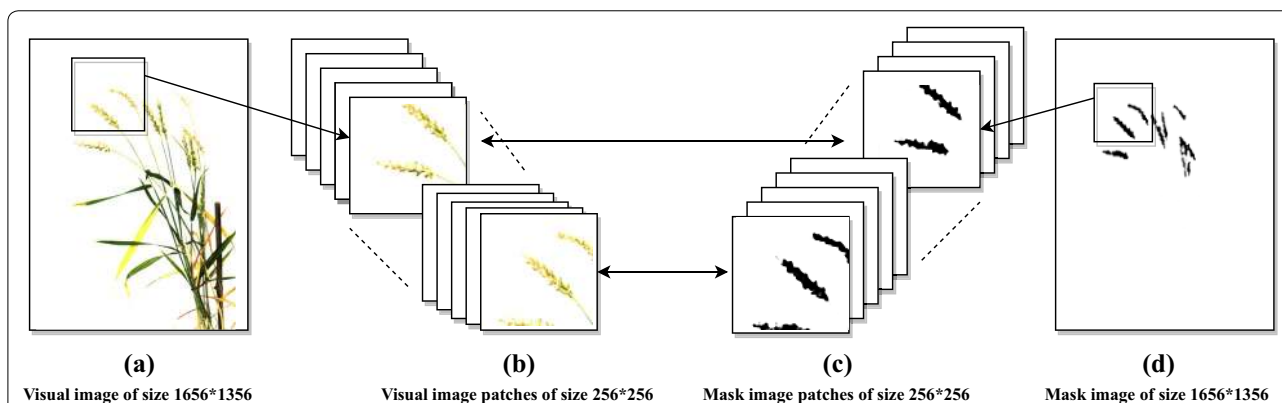 (a) (b) (c) (d)
Visual image of size 1656*1356 Visual image patches of size 256*256 Mask image patches of size 256*256 Mask image of size 1656*1356